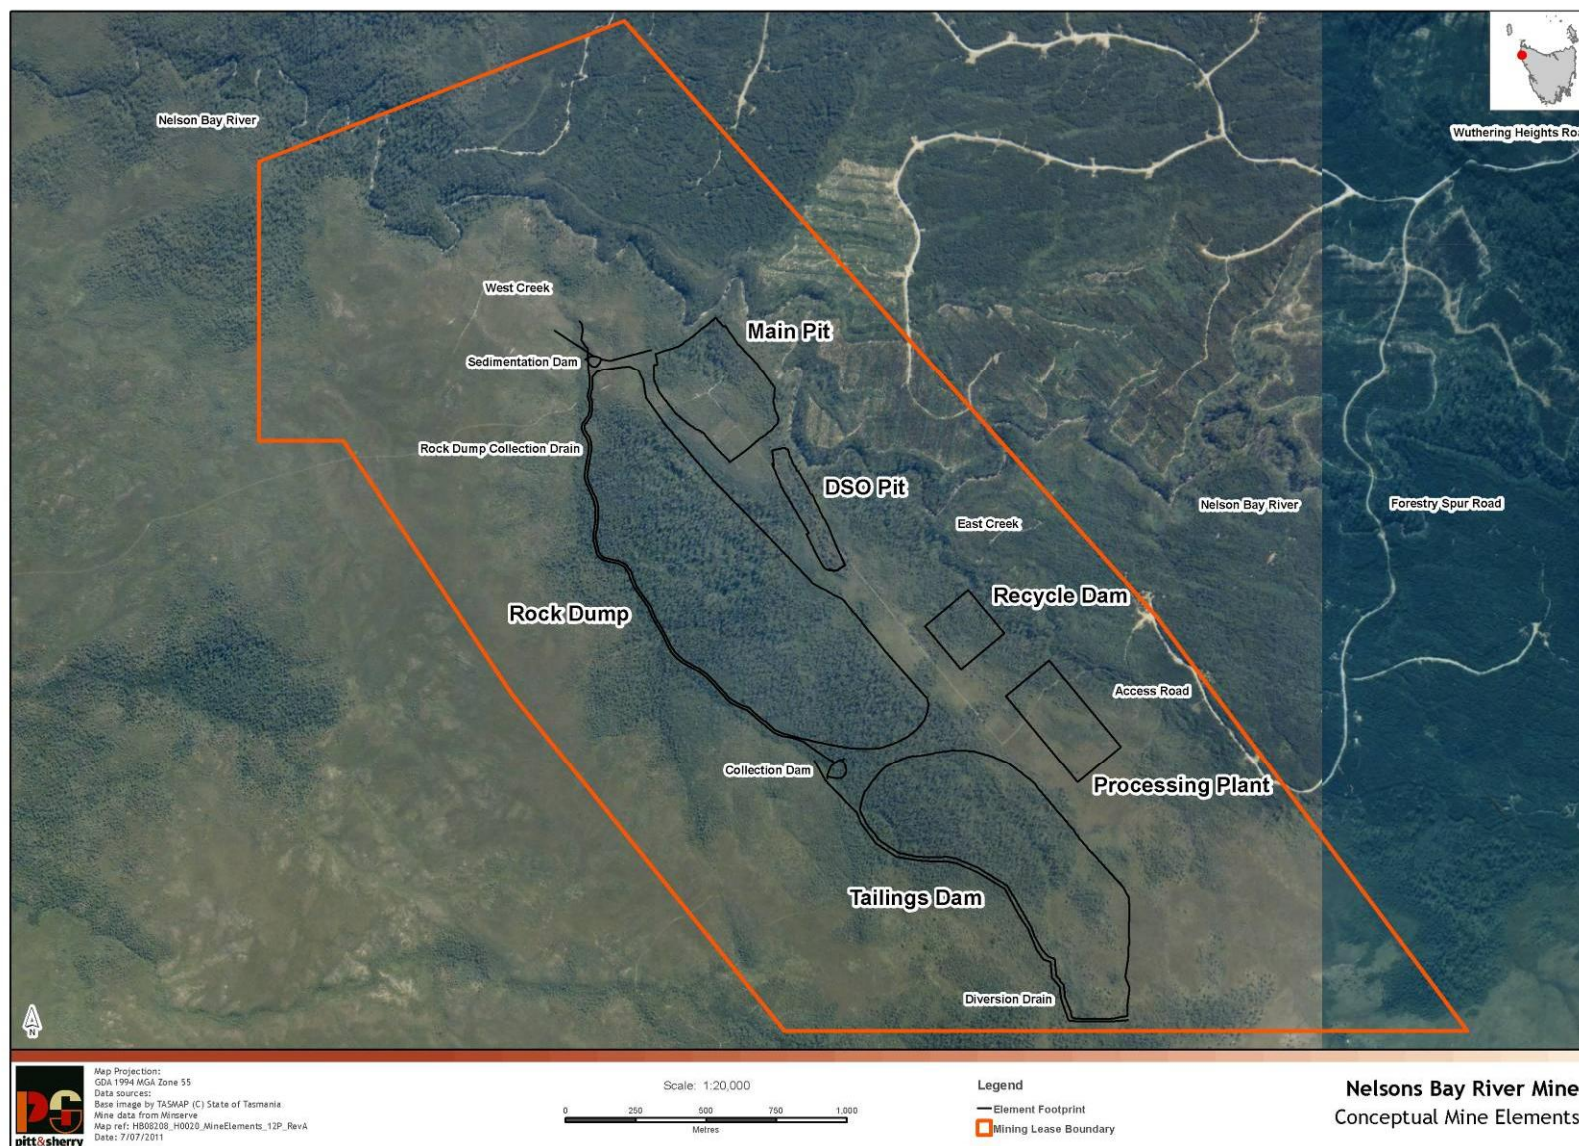 Nelson Bay River
Wuthering Heights Roa
West Creek
Main Pit
Sedimentation Dam
Rock Dump Collection Drain
DSO Pit
Nelson Bay River
Forestry Spur Road
East Creek
Recycle Dam
Rock Dump
Access Road
Collection Dam
Processing Plant
Tailings Dam
Diversion Drain
N
pitt&sherry
Map Projection:
GDA 1994 MGA Zone 55
Data sources:
Base image by TASMAP (C) State of Tasmania
Mine data from Minserve
Map ref: HB08208_H0020_MineElements_12P_RevA
Date: 7/07/2011
Scale: 1:20,000
0 250 500 750 1,000
Metres
Legend
Element Footprint
Mining Lease Boundary
Nelsons Bay River Mine
Conceptual Mine Elements